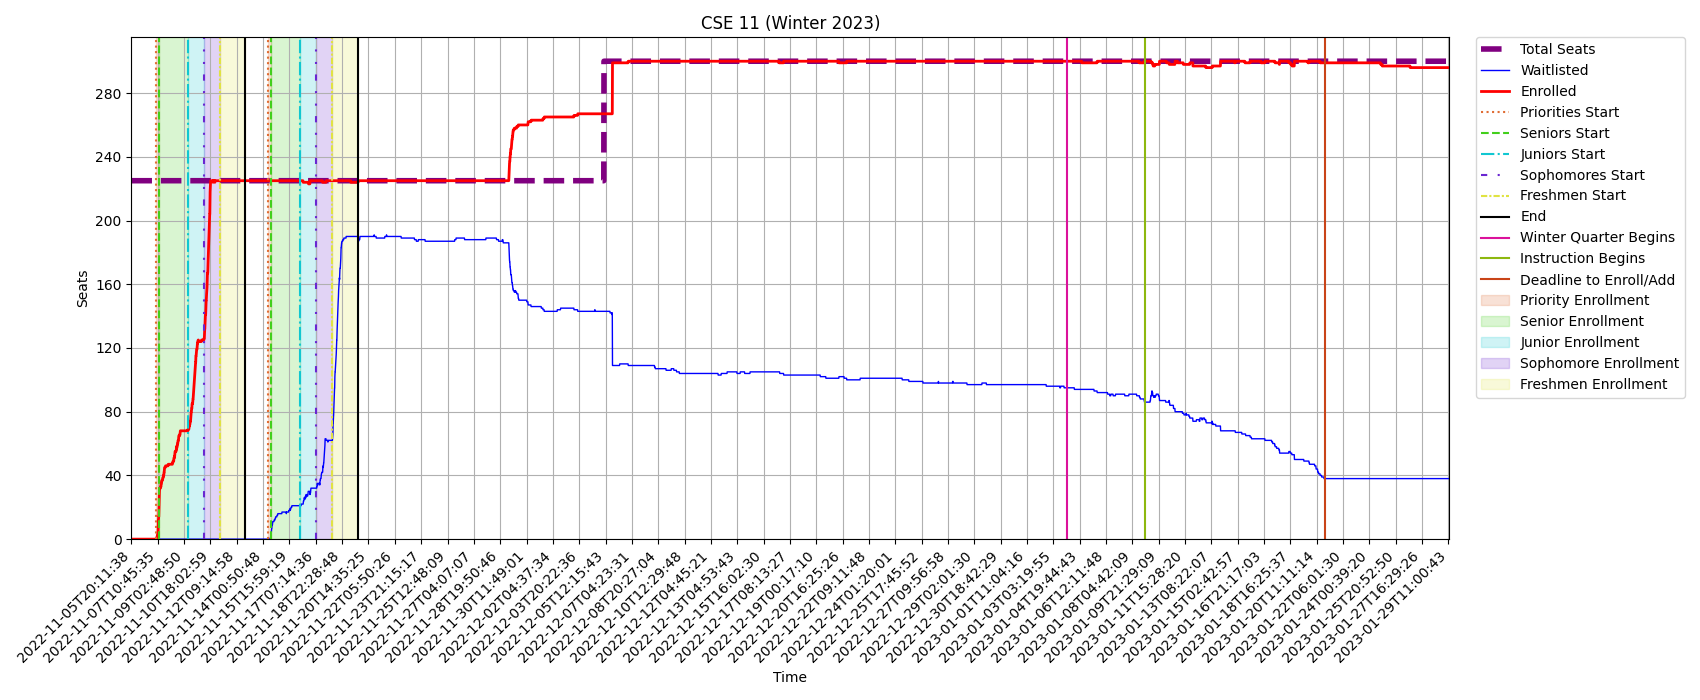 CSE 11 (Winter 2023)
Seats
280
240
200
160
120
80
40
0
2022-11-05T20:11:38
2022-11-07T10:45:35
2022-11-09T02:48:50
2022-11-10T18:02:59
2022-11-12T09:14:58
2022-11-14T00:50:48
2022-11-15T15:59:19
2022-11-17T07:14:36
2022-11-18T22:28:48
2022-11-20T14:35:25
2022-11-22T05:50:26
2022-11-23T21:15:17
2022-11-25T12:48:09
2022-11-27T04:07:07
2022-11-28T19:50:46
2022-11-30T11:49:01
2022-12-02T04:37:34
2022-12-03T20:22:36
2022-12-05T12:15:43
2022-12-07T04:23:31
2022-12-08T20:27:04
2022-12-10T12:29:48
2022-12-12T04:45:21
2022-12-13T04:53:43
2022-12-15T16:02:30
2022-12-17T08:13:27
2022-12-19T00:17:10
2022-12-20T16:25:26
2022-12-22T09:11:48
2022-12-24T01:20:01
2022-12-25T17:45:52
2022-12-27T09:56:58
2022-12-29T02:01:30
2022-12-30T18:42:29
2023-01-01T11:04:16
2023-01-03T03:19:55
2023-01-04T19:44:43
2023-01-06T12:11:48
2023-01-08T04:42:09
2023-01-09T21:29:09
2023-01-11T15:28:20
2023-01-13T08:22:07
2023-01-15T02:42:57
2023-01-16T21:17:03
2023-01-18T16:25:37
2023-01-20T11:11:14
2023-01-22T06:01:30
2023-01-24T00:39:20
2023-01-25T20:52:50
2023-01-27T16:29:26
2023-01-29T11:00:43
Time
Total Seats
Waitlisted
Enrolled
Priorities Start
Seniors Start
Juniors Start
Sophomores Start
Freshmen Start
End
Winter Quarter Begins
Instruction Begins
Deadline to Enroll/Add
Priority Enrollment
Senior Enrollment
Junior Enrollment
Sophomore Enrollment
Freshmen Enrollment